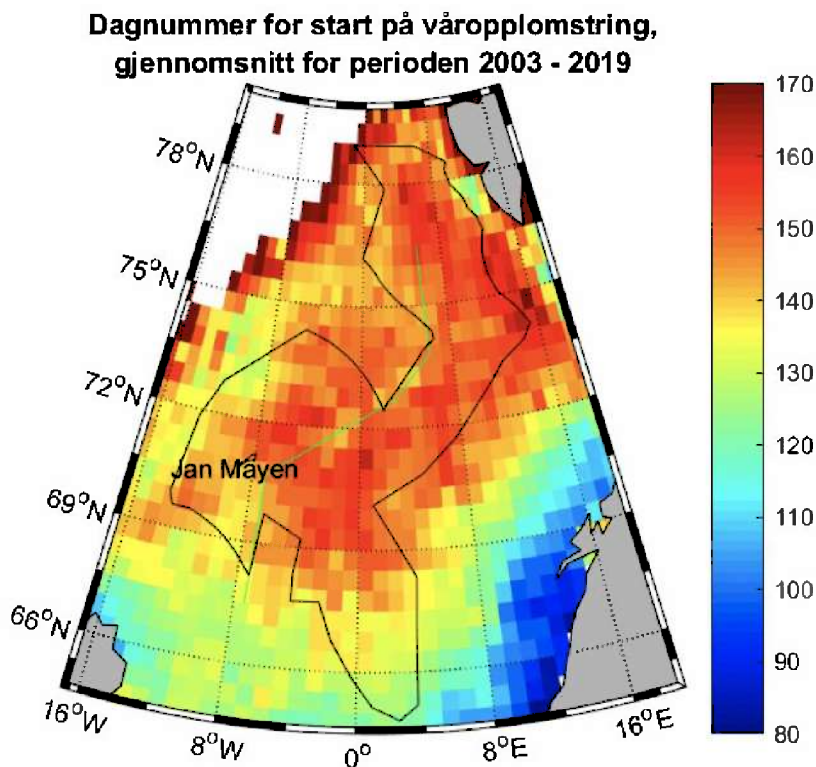 Dagnummer for start på våropplomstring,
gjennomsnitt for perioden 2003 - 2019
78°N
75°N
72°N
69°N
66°N
Jan Mayen
16°W
8°W
0°
8°E
16°E
170
160
150
140
130
120
110
100
90
80